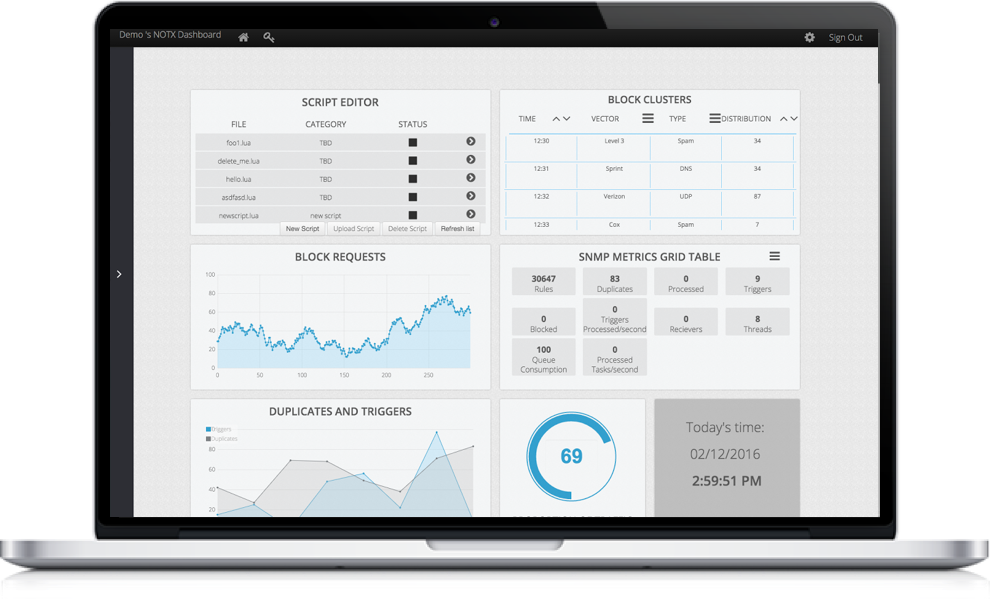 Demo 's NOTX Dashboard
Sign Out
SCRIPT EDITOR
FILE CATEGORY STATUS
foo1.lua TBD
delete_me.lua TBD
hello.lua TBD
asdfasd.lua TBD
newscript.lua new script
New Script Upload Script Delete Script Refresh list
BLOCK CLUSTERS
TIME VECTOR TYPE DISTRIBUTION
12:30 Level 3 Spam 34
12:31 Sprint DNS 34
12:32 Verizon UDP 87
12:33 Cox Spam 7
BLOCK REQUESTS
100
80
60
40
20
0
0 50 100 150 200 250
SNMP METRICS GRID TABLE
30647 83 0 9
Rules Duplicates Processed Triggers
0
Blocked
0
Triggers
Processed/second
0
Recievers
8
Threads
100
Queue
Consumption
0
Processed
Tasks/second
DUPLICATES AND TRIGGERS
Triggers
Duplicates
80
60
40
20
69
Today's time:
02/12/2016
2:59:51 PM